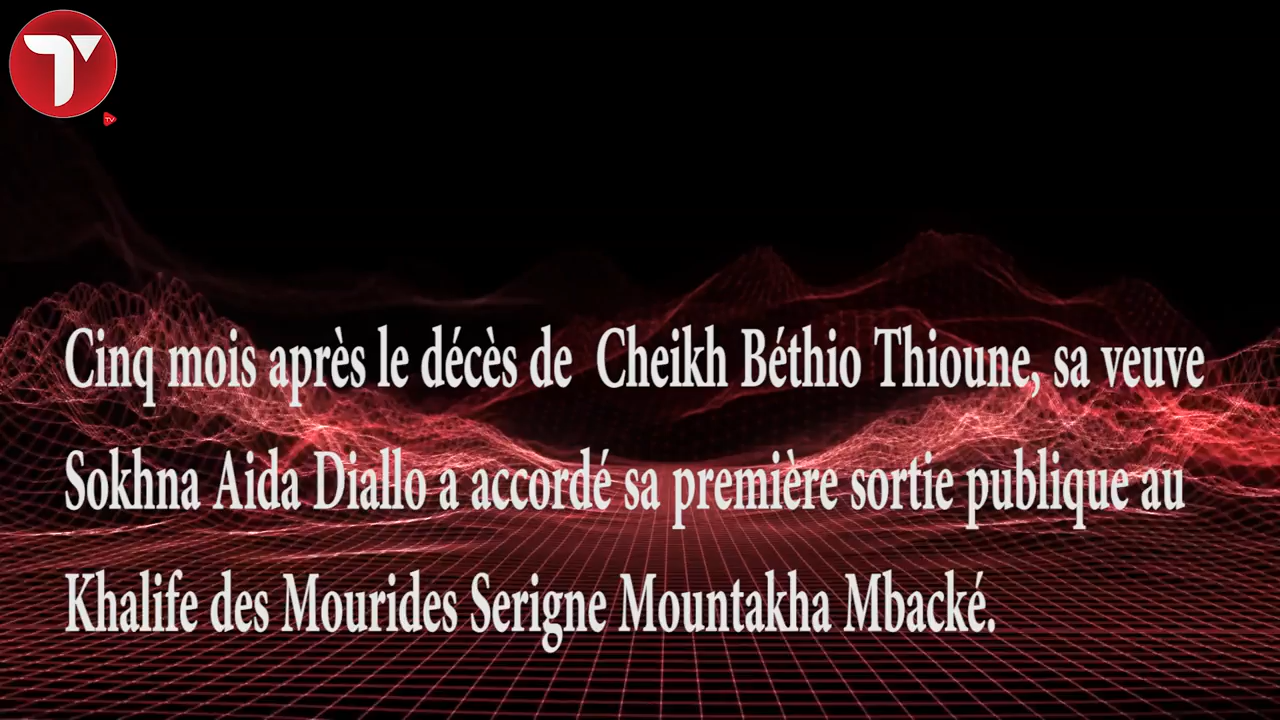 TV
Cinq mois après le décès de Cheikh Béthio Thioune, sa veuve
Sokhna Aida Diallo a accordé sa première sortie publique au
Khalife des Mourides Serigne Mountakha Mbacké.